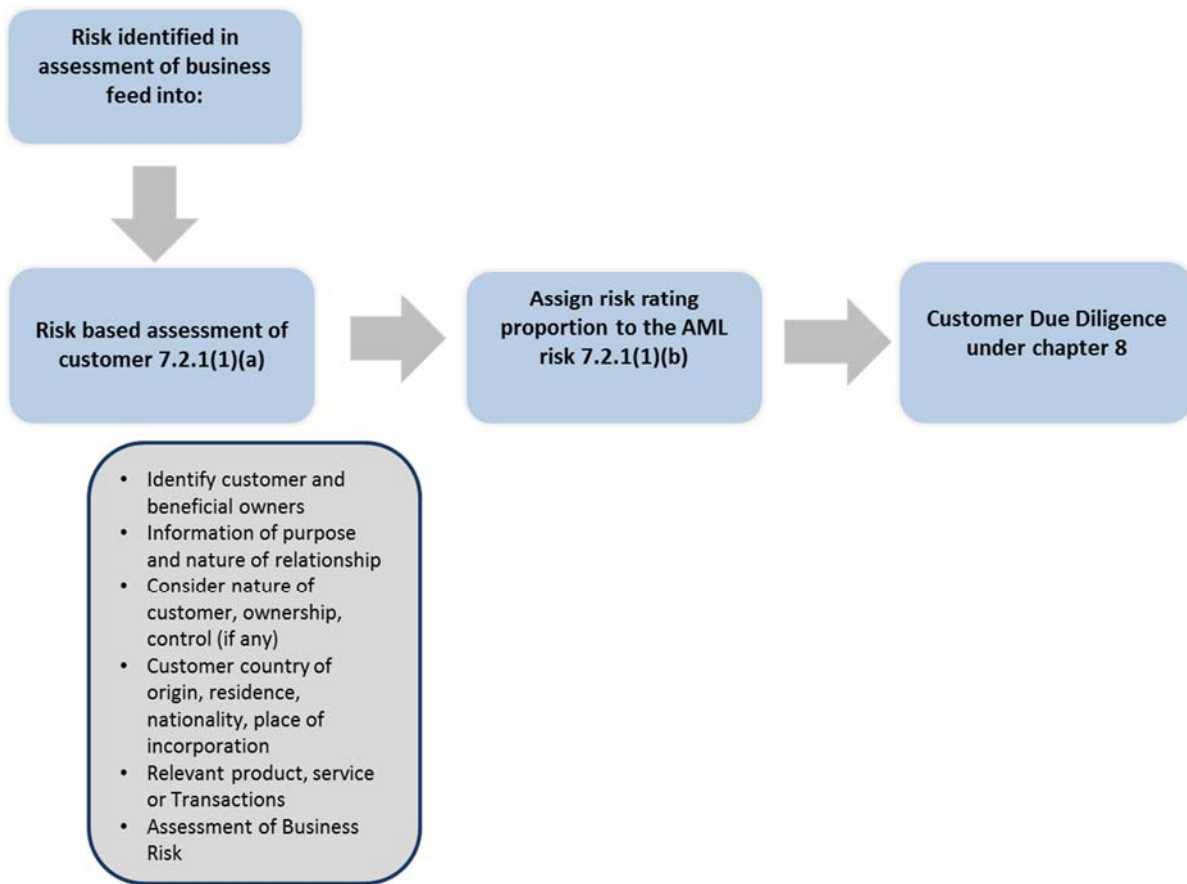 Risk identified in
assessment of business
feed into:
Risk based assessment of
customer 7.2.1(1)(a)
Assign risk rating
proportion to the AML
risk 7.2.1(1)(b)
Customer Due Diligence
under chapter 8
• Identify customer and
beneficial owners
• Information of purpose
and nature of relationship
• Consider nature of
customer, ownership,
control (if any)
• Customer country of
origin, residence,
nationality, place of
incorporation
• Relevant product, service
or Transactions
• Assessment of Business
Risk